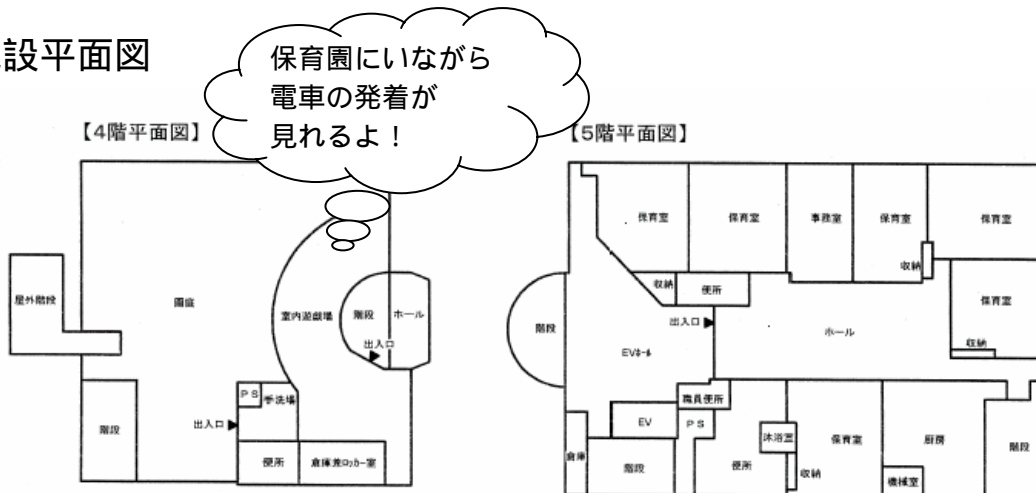 設平面図
保育園にいながら
電車の発着が
見れるよ！
【4階平面図】
屋外階段
園庭
室内遊戯場
階段
ホール
出入口
PS
手洗場
出入口
階段
便所
倉庫兼ロッカー室
【5階平面図】
保育室
保育室
事務室
保育室
保育室
収納
収納
便所
保育室
階段
出入口
ホール
EVホール
収納
職員便所
EV
PS
沐浴室
保育室
厨房
階段
倉庫
階段
便所
収納
機械室